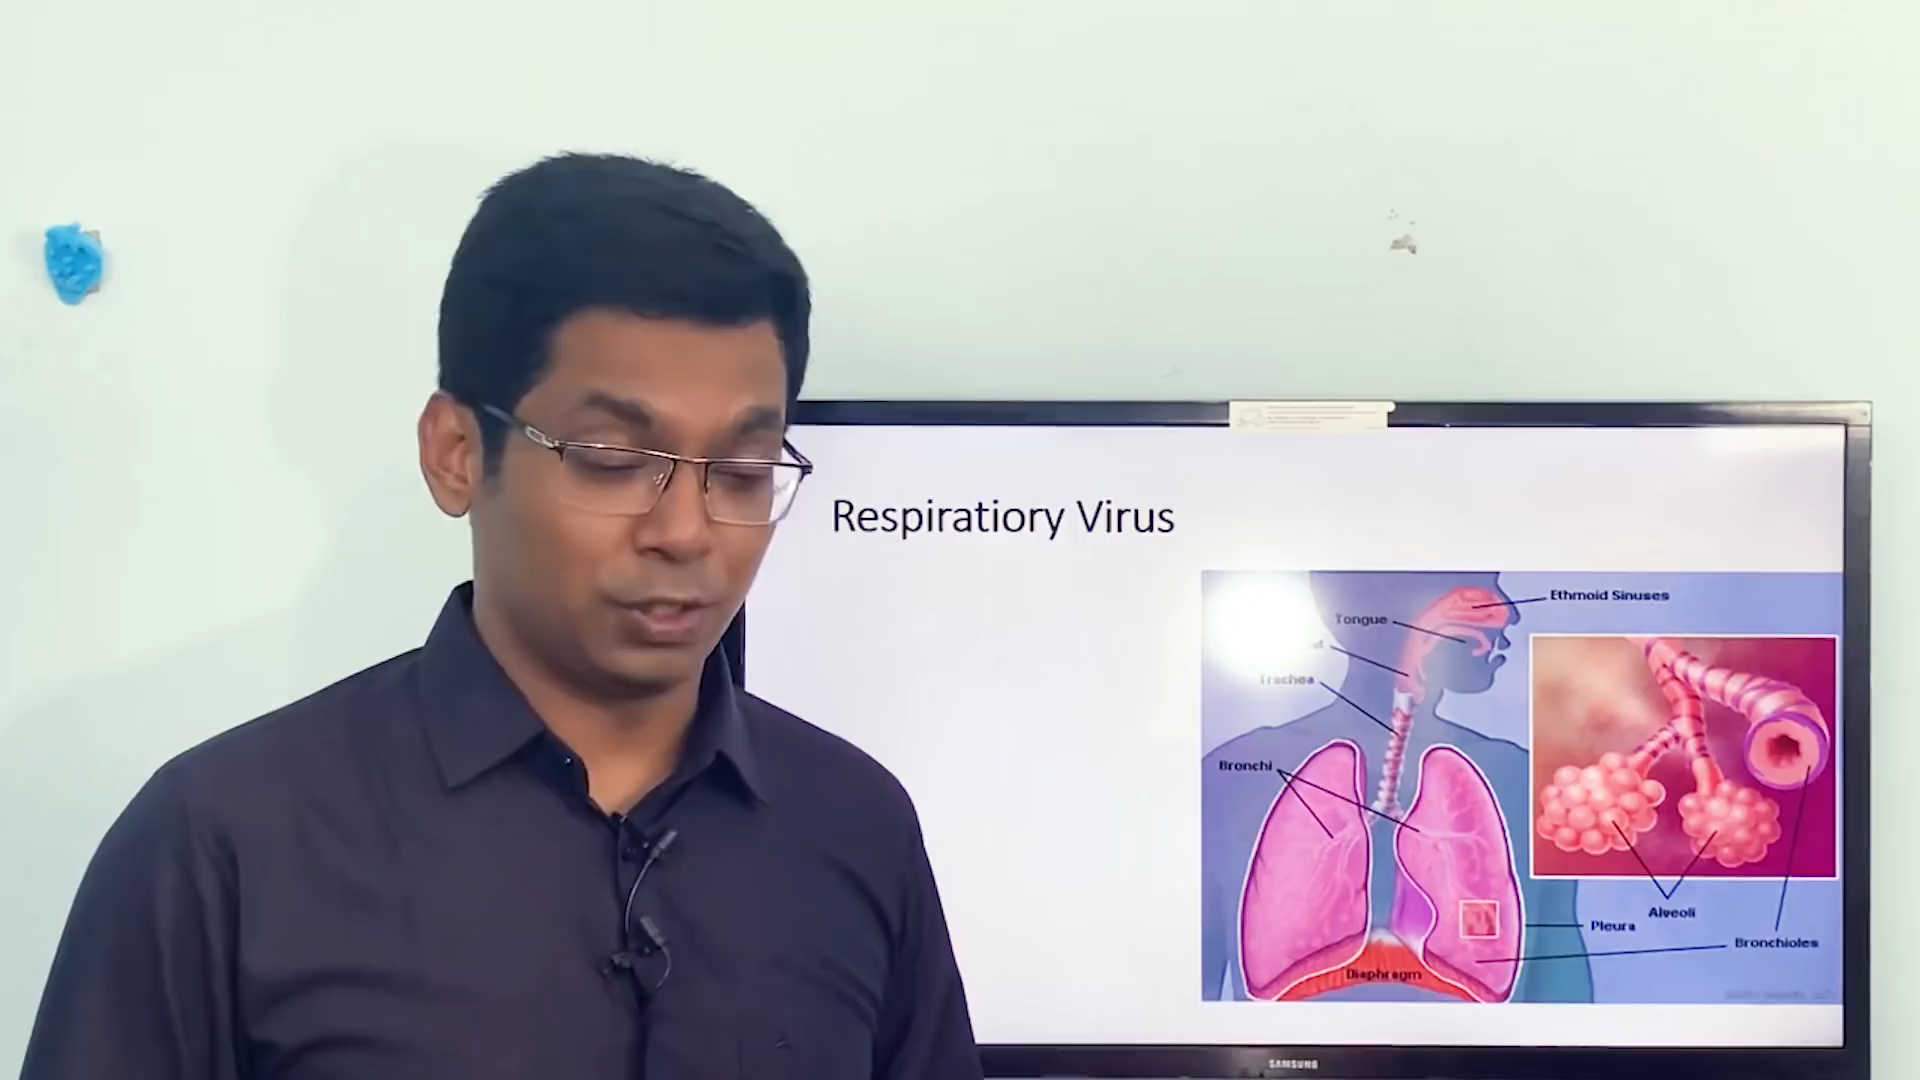 Respiratiory Virus
Ethmoid Sinuses
Tongue
Trachea
Bronchi
Alveoli
Pleura
Bronchioles
Diaphragm
SAMSUNG